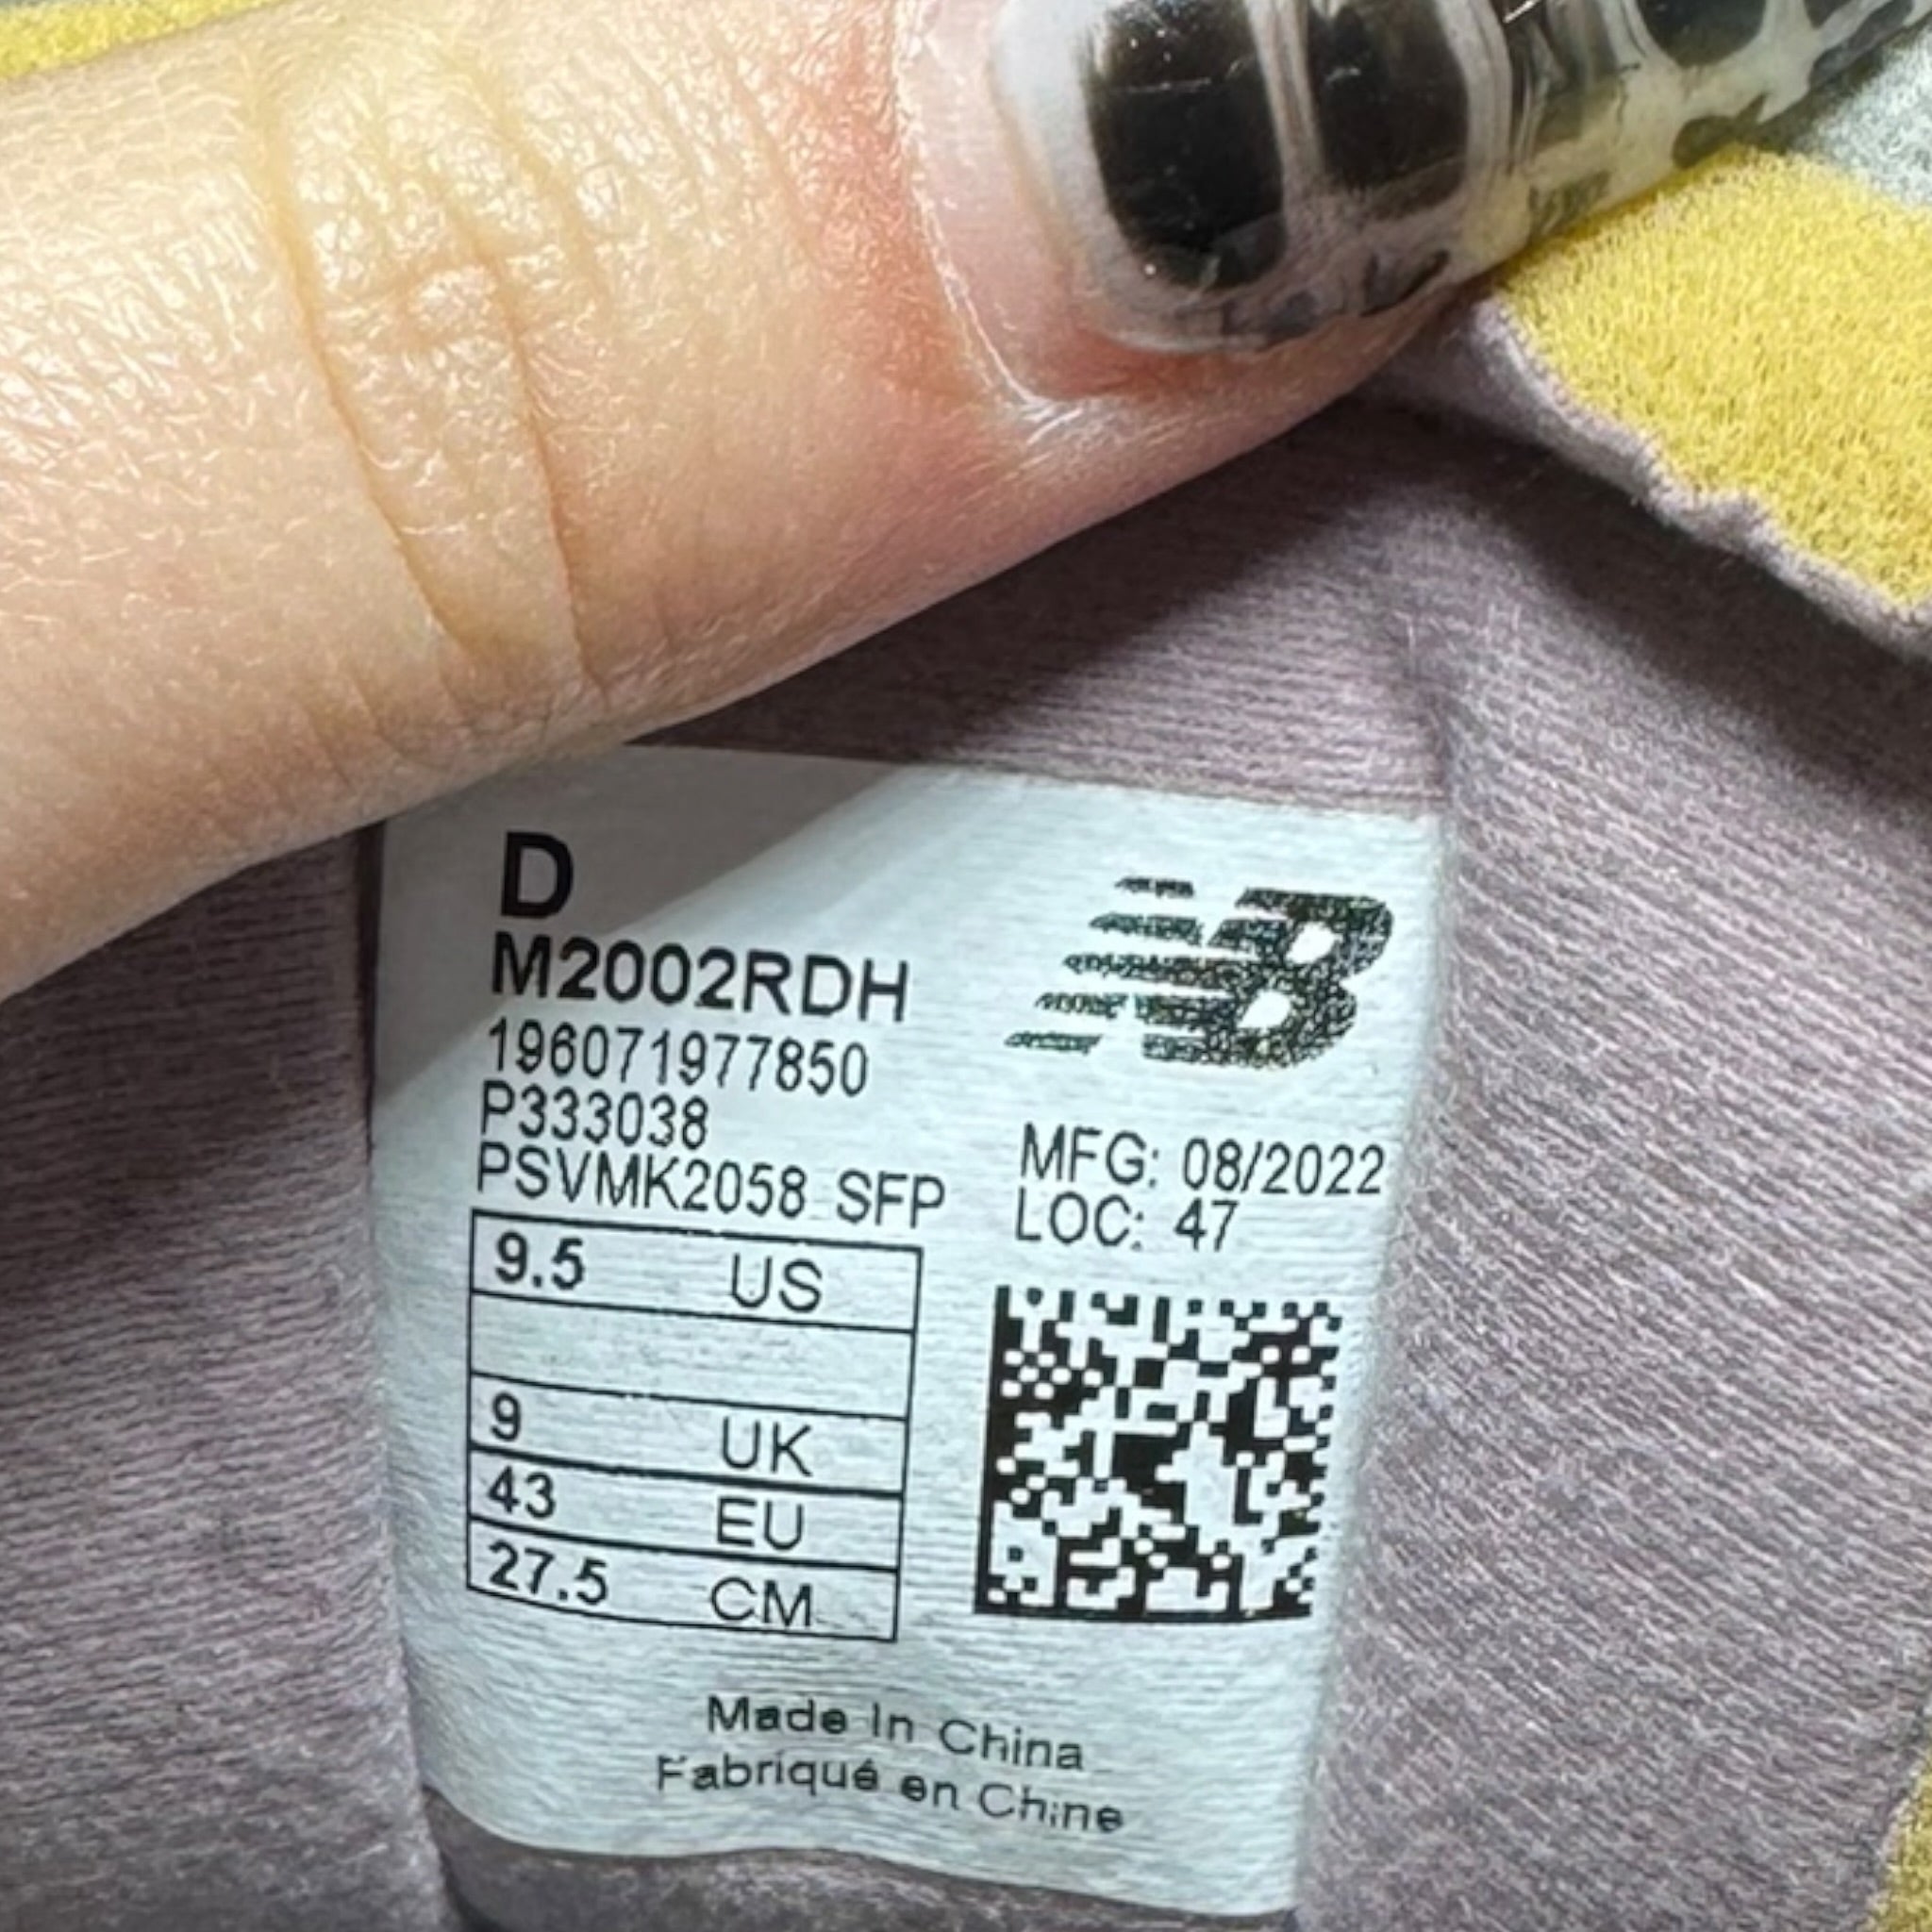 D
M2002RDH
196071977850
P333038
PSVMK2058 SFP
NB
MFG: 08/2022
LOC: 47
9.5 US
9 UK
43 EU
27.5 CM
Made In China
Fabriqué en Chine